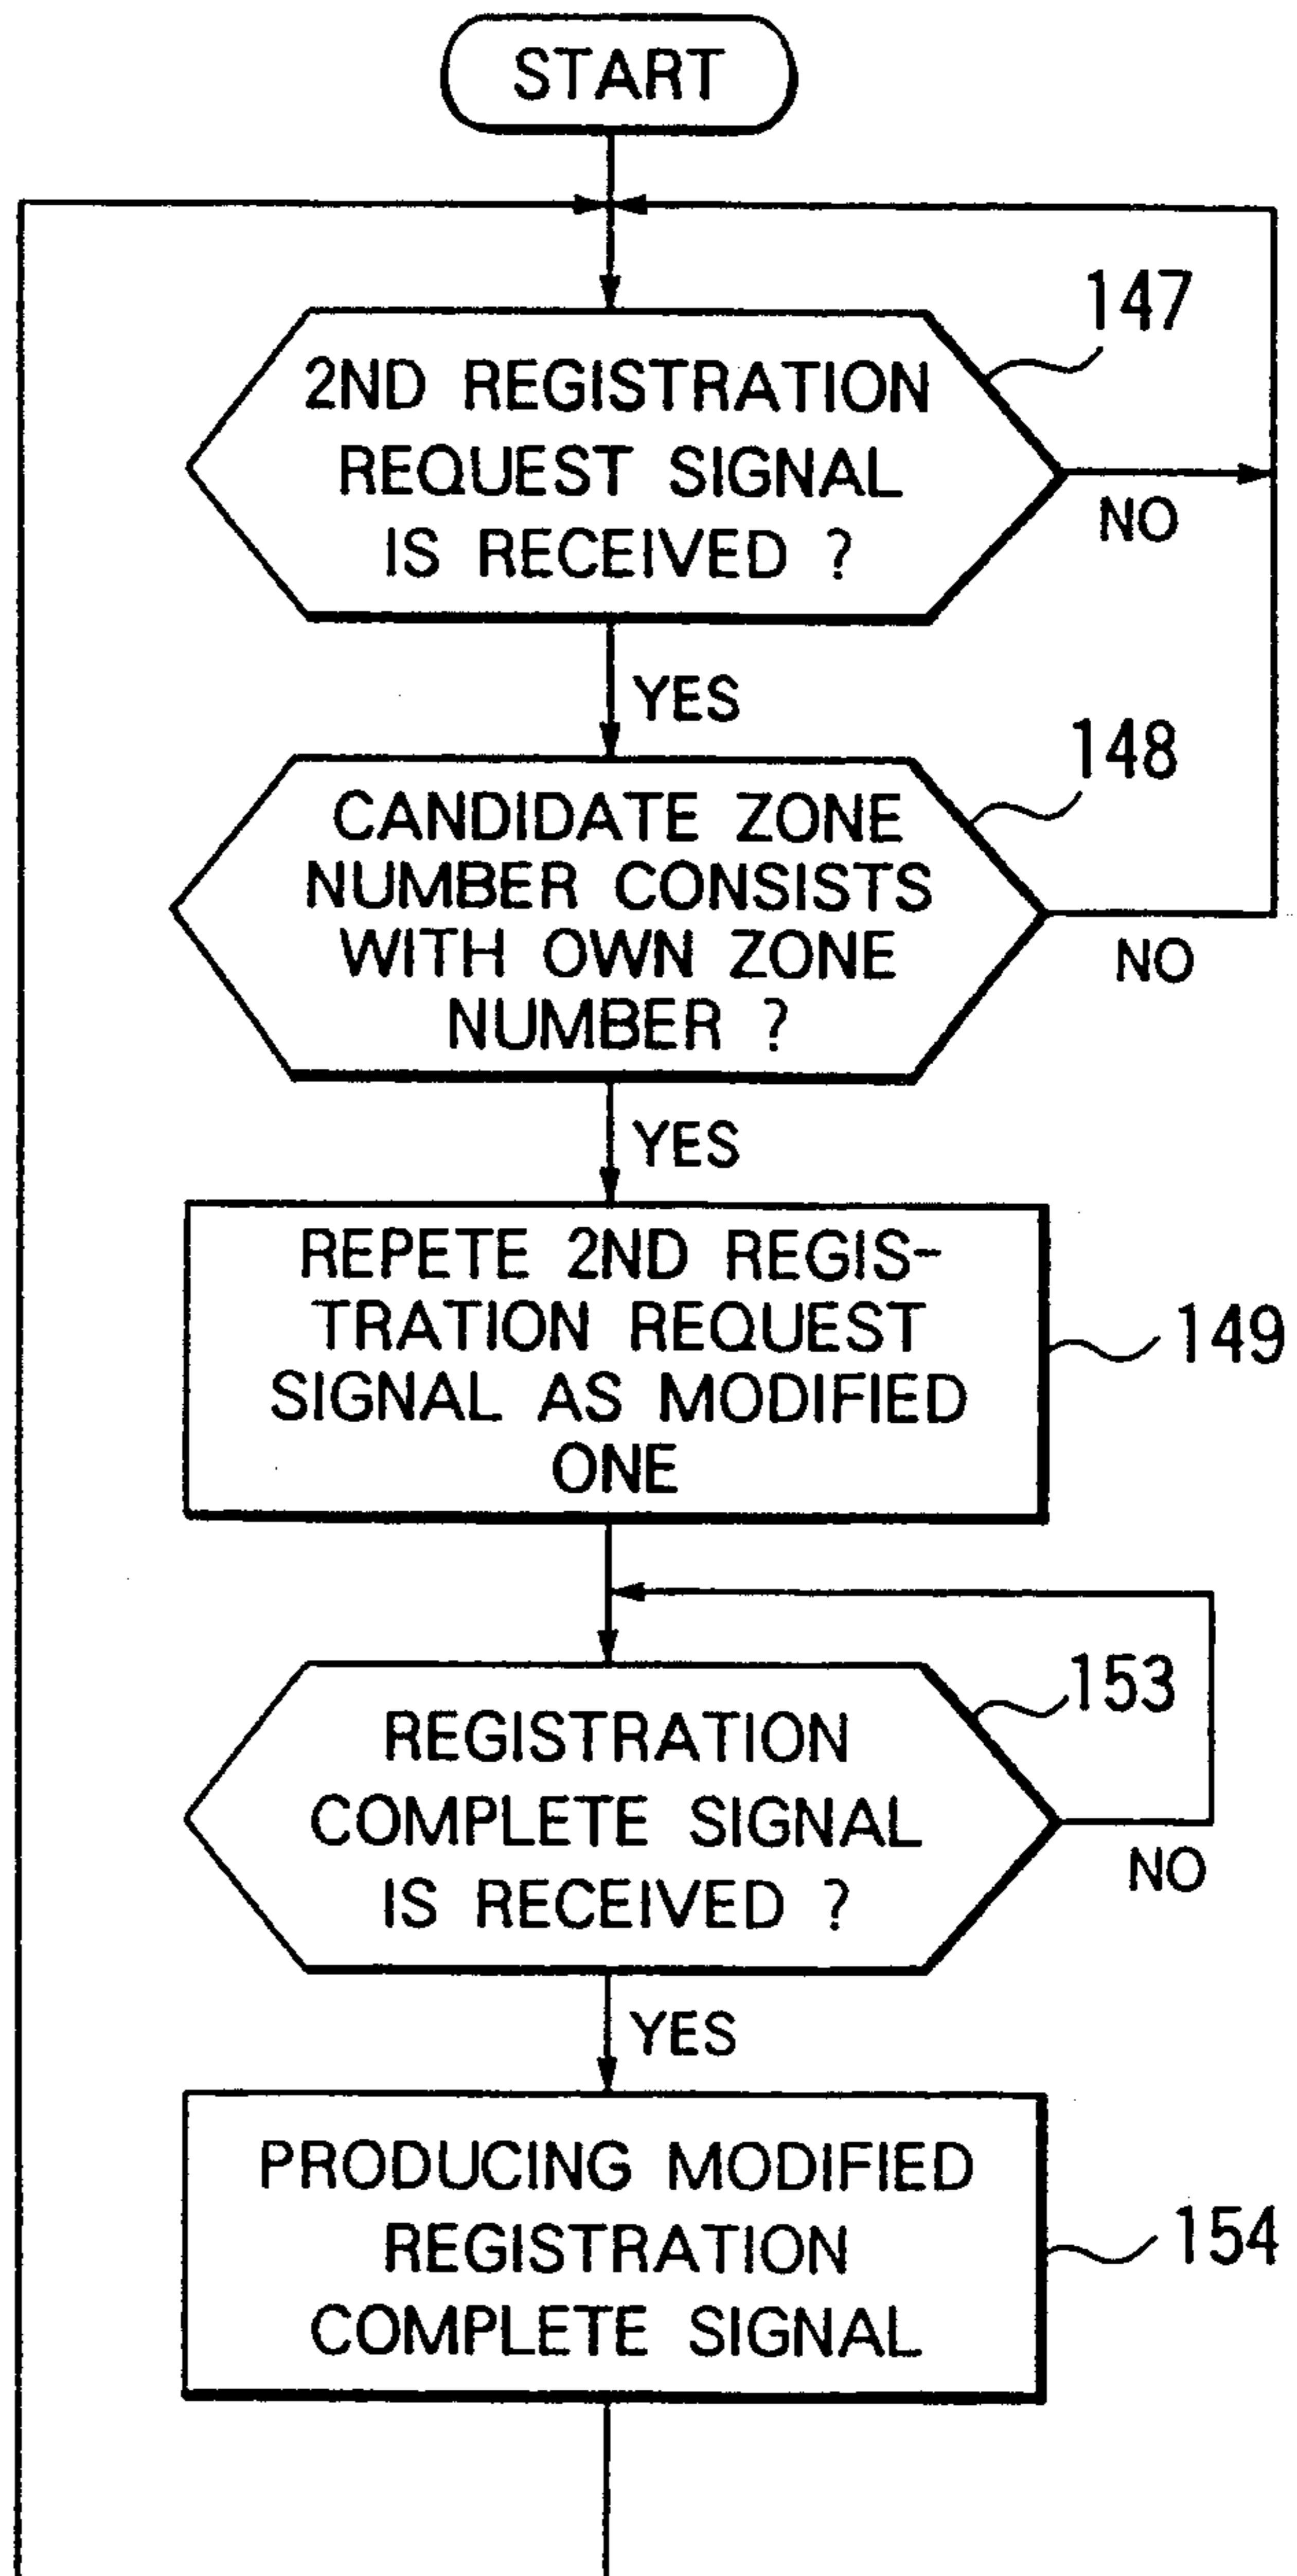 START
147
2ND REGISTRATION
REQUEST SIGNAL
IS RECEIVED ?
NO
YES
148
CANDIDATE ZONE
NUMBER CONSISTS
WITH OWN ZONE
NUMBER ?
NO
YES
REPETE 2ND REGIS-
TRATION REQUEST
SIGNAL AS MODIFIED
ONE
149
153
REGISTRATION
COMPLETE SIGNAL
IS RECEIVED ?
NO
YES
PRODUCING MODIFIED
REGISTRATION
COMPLETE SIGNAL
154